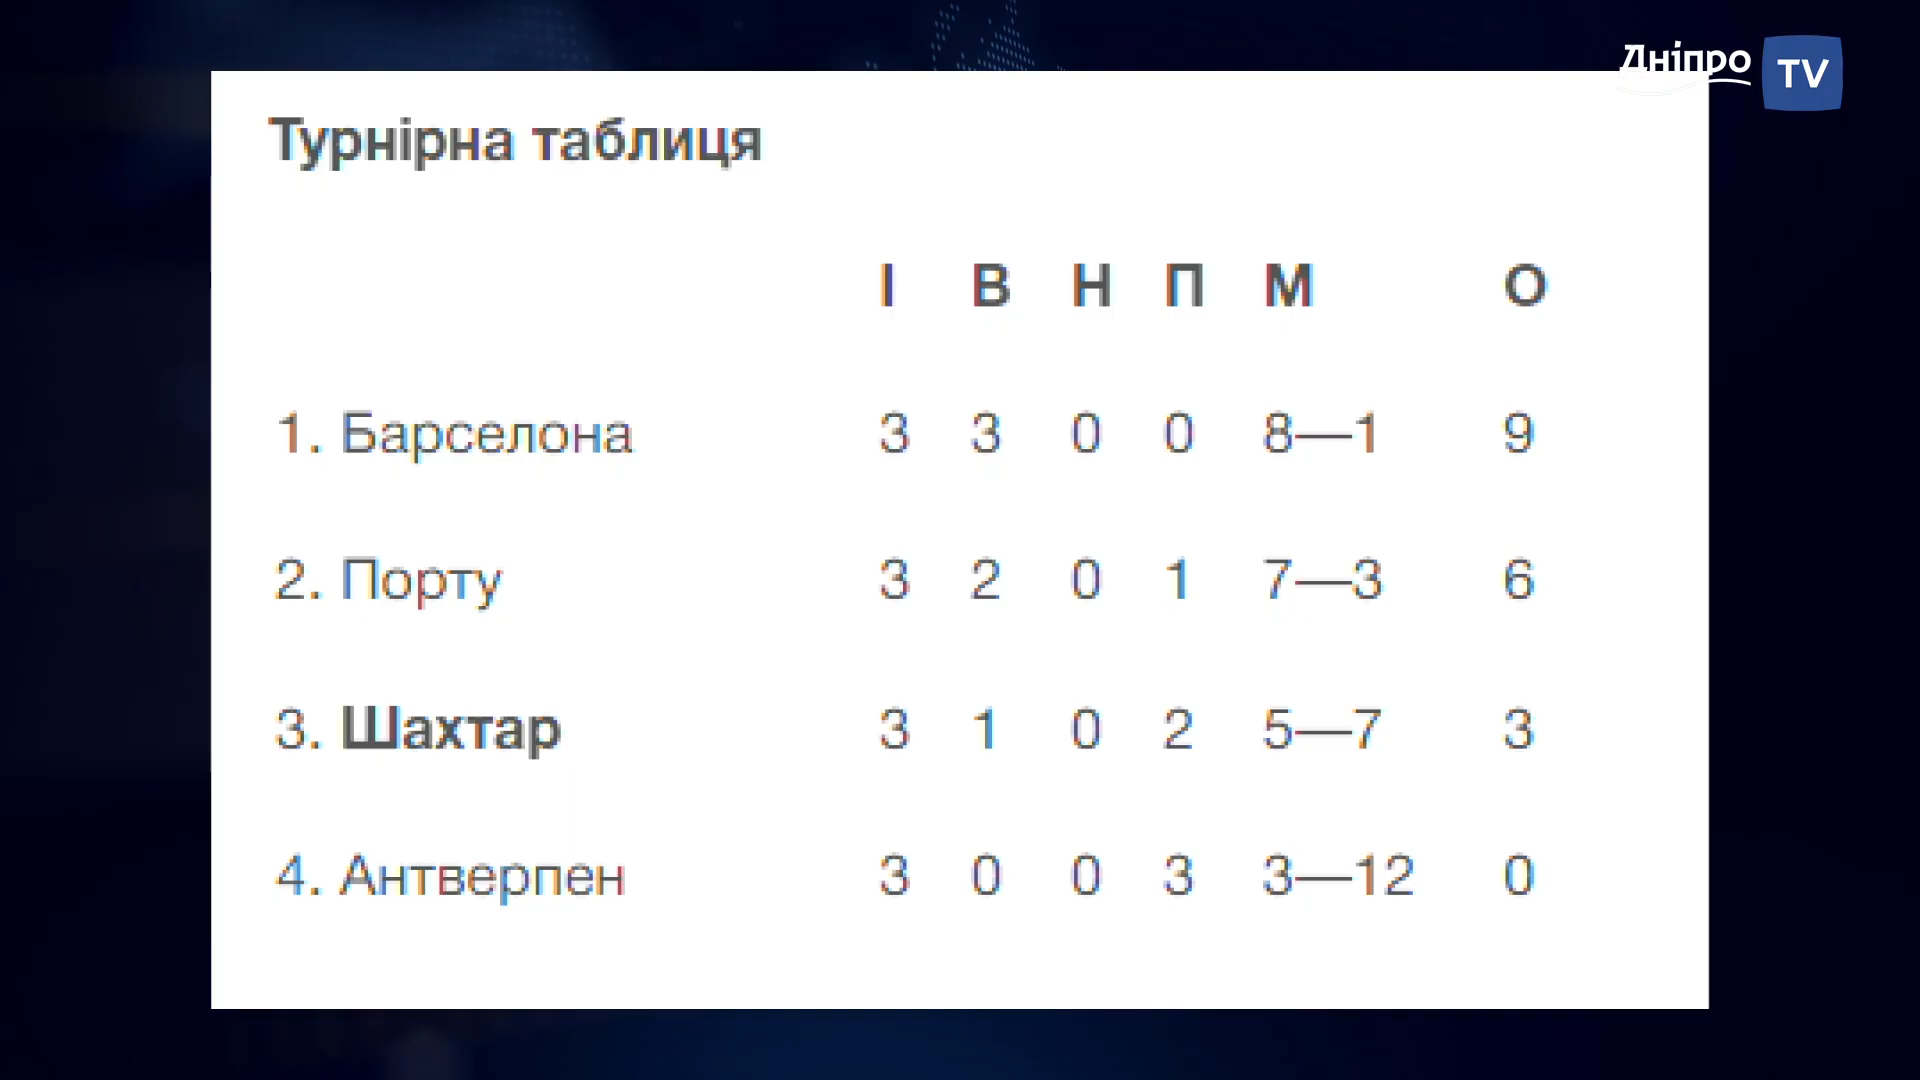 Дніпро TV
Турнірна таблиця
І В Н П М О
1. Барселона 3 3 0 0 8—1 9
2. Порту 3 2 0 1 7—3 6
3. Шахтар 3 1 0 2 5—7 3
4. Антверпен 3 0 0 3 3—12 0